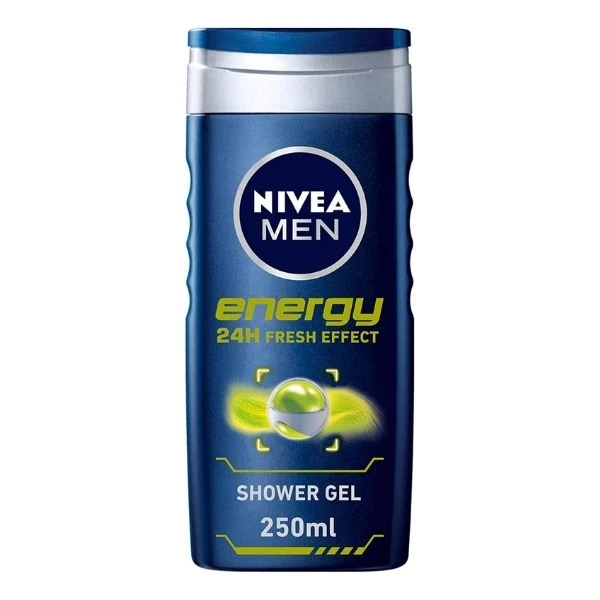 NIVEA
MEN
energy
24H FRESH EFFECT
SHOWER GEL
250ml